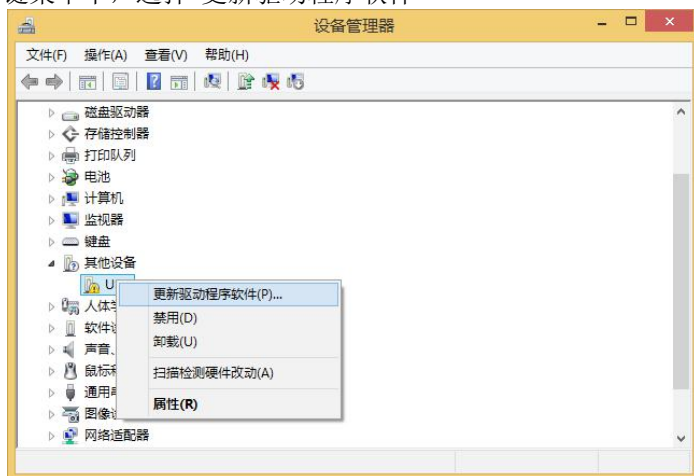 设备管理器
文件(F) 操作(A) 查看(V) 帮助(H)
磁盘驱动器
存储控制器
打印队列
电池
计算机
监视器
键盘
其他设备
U
更新驱动程序软件(P)...
人体
禁用(D)
软件
卸载(U)
声音、
扫描检测硬件改动(A)
鼠标
通用
属性(R)
图像
网络适配器